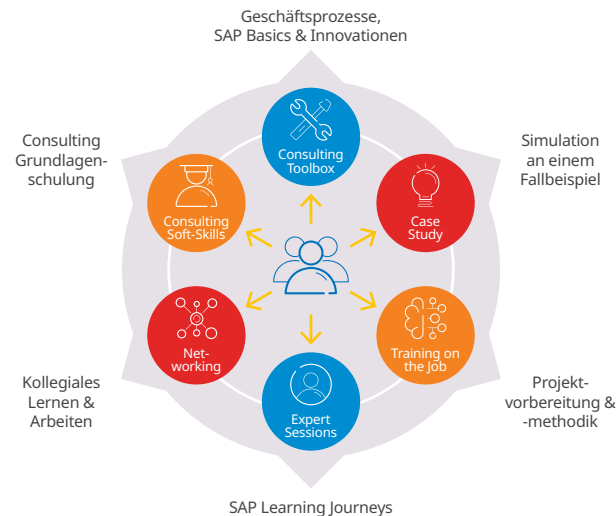 Geschäftsprozesse,
SAP Basics & Innovationen
Consulting
Toolbox
Simulation
an einem
Fallbeispiel
Case
Study
Projekt-
vorbereitung &
-methodik
Training on
the Job
SAP Learning Journeys
Expert
Sessions
Kollegiales
Lernen &
Arbeiten
Net-
working
Consulting
Grundlagen-
schulung
Consulting
Soft-Skills